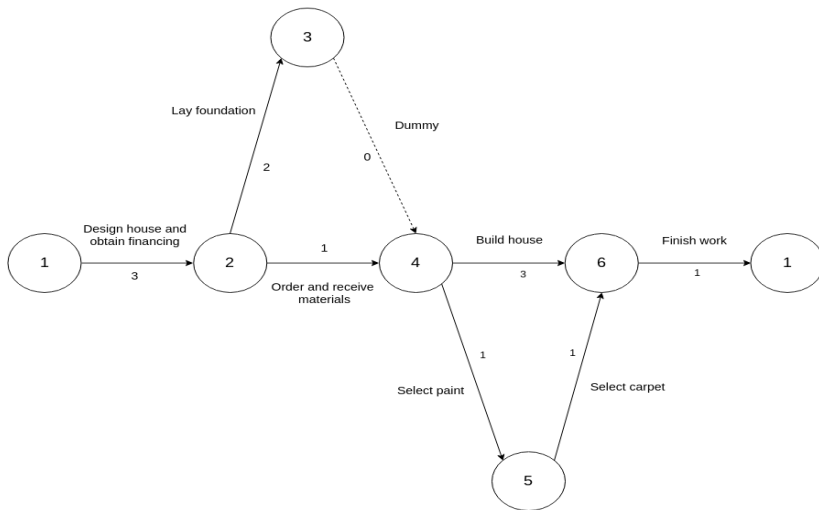 3
Lay foundation
Dummy
0
2
Design house and
obtain financing
1
3
2
1
Order and receive
materials
4
Build house
3
6
Finish work
1
1
1
Select paint
1
Select carpet
5